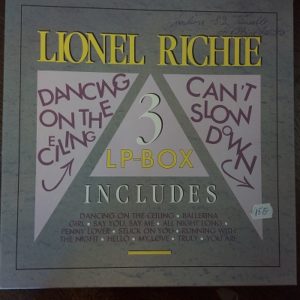 LIONEL RICHIE
DANCING
ON THE
CEILING
CAN'T
SLOW
DOWN
3
LP-BOX
INCLUDES
DANCING ON THE CEILING • BALLERINA
GIRL • SAY YOU, SAY ME • ALL NIGHT LONG •
PENNY LOVER • STUCK ON YOU • RUNNING WITH
THE NIGHT • HELLO • MY LOVE • TRULY • YOU ARE